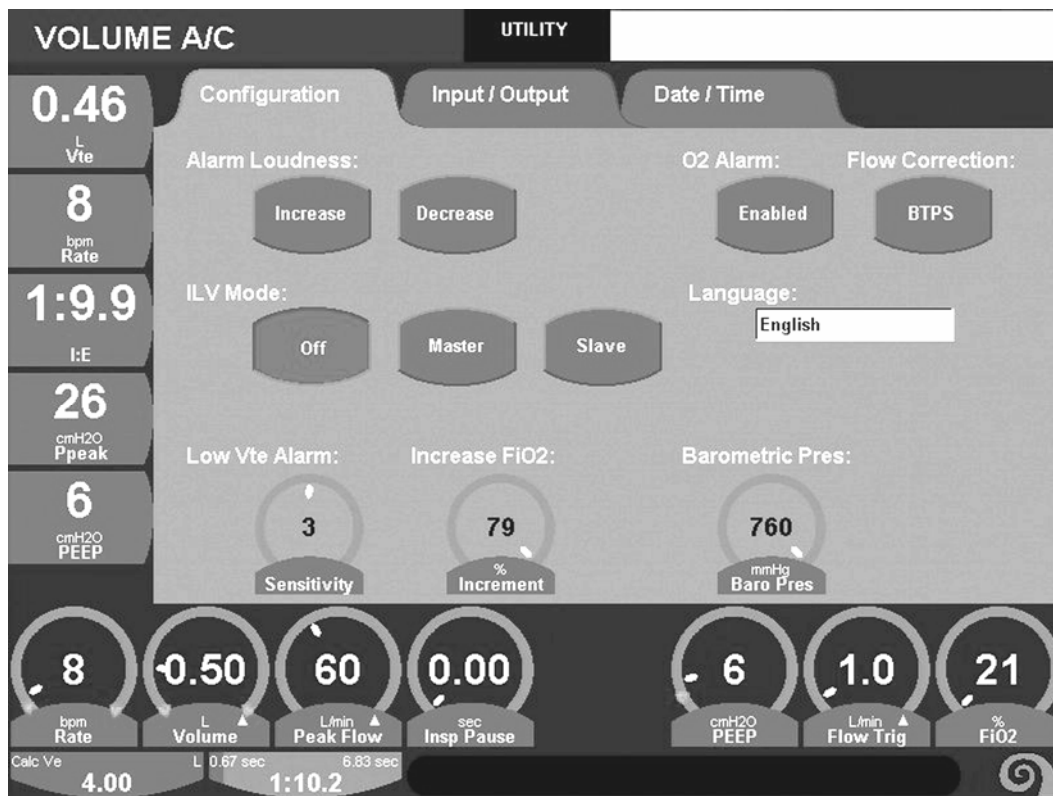 VOLUME A/C
UTILITY
Configuration
Input / Output
Date / Time
0.46
L
Vte
8
bpm
Rate
1:9.9
I:E
26
cmH2O
Ppeak
6
cmH2O
PEEP
Alarm Loudness:
Increase
Decrease
O2 Alarm:
Enabled
Flow Correction:
BTPS
ILV Mode:
Off
Master
Slave
Language:
English
Low Vte Alarm:
3
Sensitivity
Increase FiO2:
79
%
Increment
Barometric Pres:
760
mmHg
Baro Pres
8
bpm
Rate
0.50
L
Volume
60
L/min
Peak Flow
0.00
sec
Insp Pause
6
cmH2O
PEEP
1.0
L/min
Flow Trig
21
%
FiO2
Calc Ve L
4.00
0.67 sec 6.83 sec
1:10.2